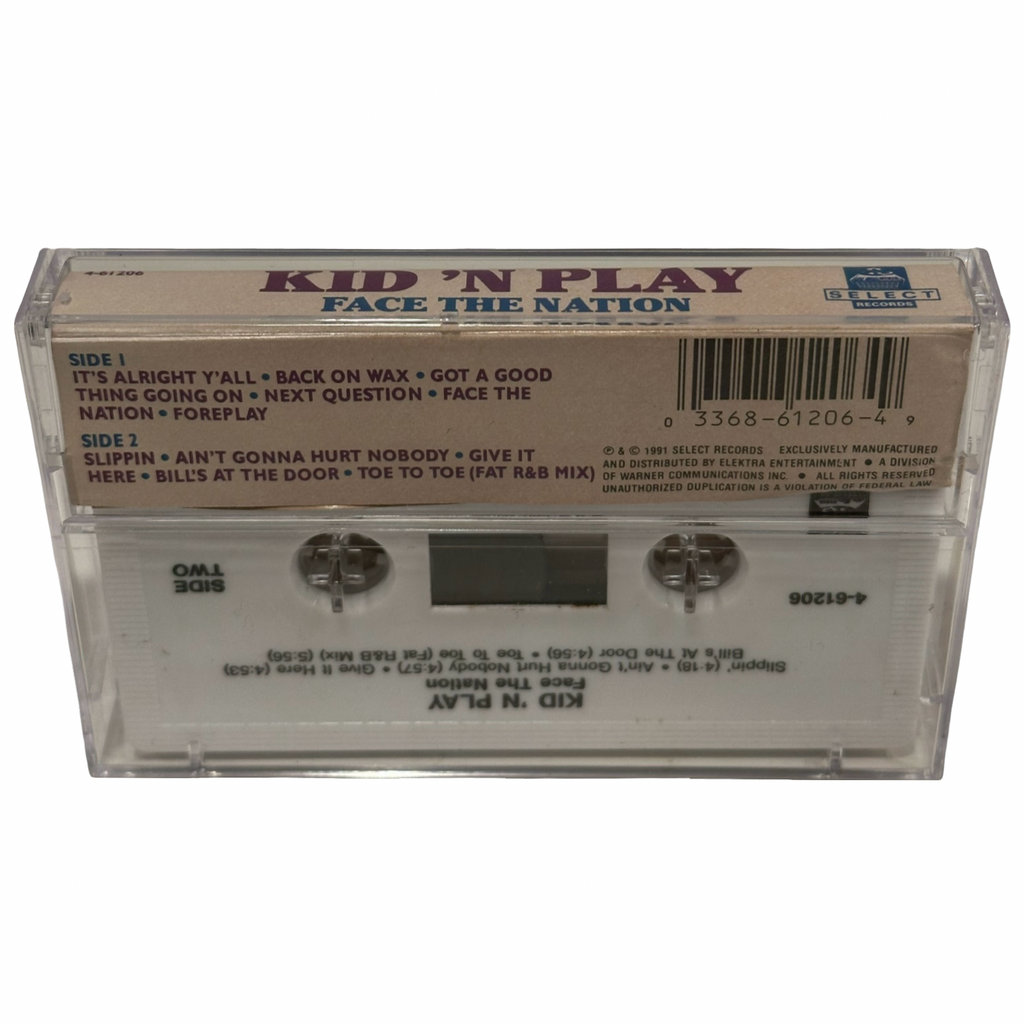 4-61206
KID 'N PLAY
FACE THE NATION
SELECT
RECORDS
SIDE 1
IT'S ALRIGHT Y'ALL • BACK ON WAX • GOT A GOOD
THING GOING ON • NEXT QUESTION • FACE THE
NATION • FOREPLAY
SIDE 2
SLIPPIN • AIN'T GONNA HURT NOBODY • GIVE IT
HERE • BILL'S AT THE DOOR • TOE TO TOE (FAT R&B MIX)
0 3368-61206-4 9
℗ & © 1991 SELECT RECORDS EXCLUSIVELY MANUFACTURED
AND DISTRIBUTED BY ELEKTRA ENTERTAINMENT • A DIVISION
OF WARNER COMMUNICATIONS INC. • ALL RIGHTS RESERVED
UNAUTHORIZED DUPLICATION IS A VIOLATION OF FEDERAL LAW
KID 'N PLAY
Face The Nation
Slippin' (4:18) • Ain't Gonna Hurt Nobody (4:57) • Give It Here (4:53)
Bill's At The Door (4:56) • Toe To Toe (Fat R&B Mix) (5:56)
4-61206
SIDE
TWO